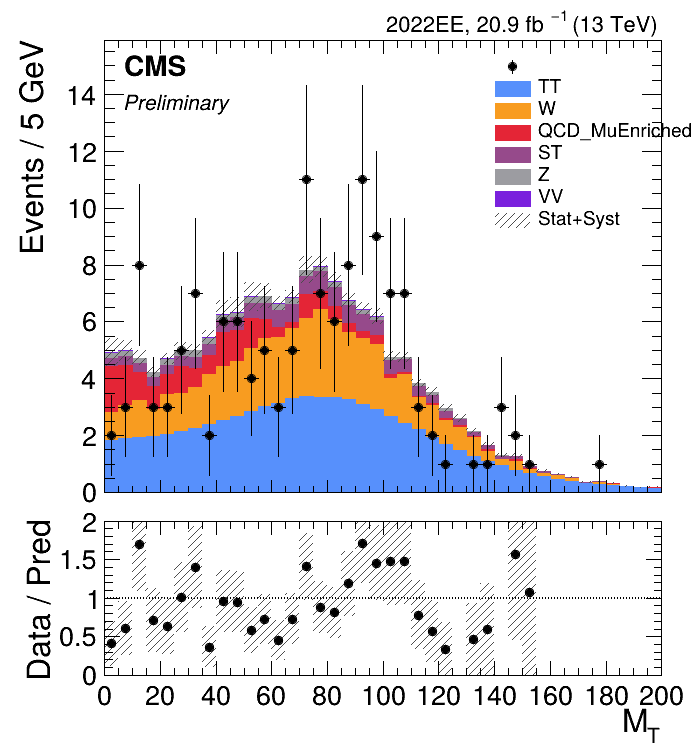 2022EE, 20.9 fb⁻¹ (13 TeV)
CMS
Preliminary
Events / 5 GeV
14
12
10
8
6
4
2
0
TT
W
QCD_MuEnriched
ST
Z
VV
Stat+Syst
Data / Pred
2
1.5
1
0.5
0
0 20 40 60 80 100 120 140 160 180 200
M_T